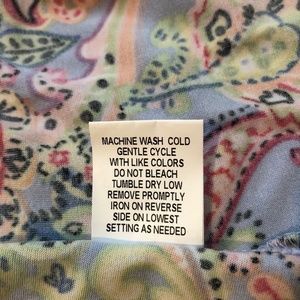 MACHINE WASH COLD
GENTLE CYCLE
WITH LIKE COLORS
DO NOT BLEACH
TUMBLE DRY LOW
REMOVE PROMPTLY
IRON ON REVERSE
SIDE ON LOWEST
SETTING AS NEEDED